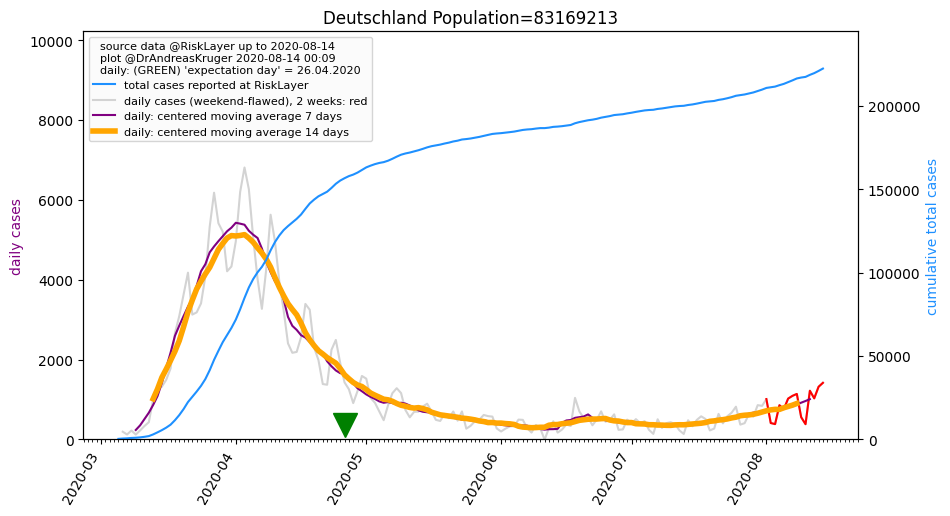 Deutschland Population=83169213
source data @RiskLayer up to 2020-08-14
plot @DrAndreasKruger 2020-08-14 00:09
daily: (GREEN) 'expectation day' = 26.04.2020
total cases reported at RiskLayer
daily cases (weekend-flawed), 2 weeks: red
daily: centered moving average 7 days
daily: centered moving average 14 days
daily cases
10000
8000
6000
4000
2000
0
cumulative total cases
200000
150000
100000
50000
0
2020-03
2020-04
2020-05
2020-06
2020-07
2020-08